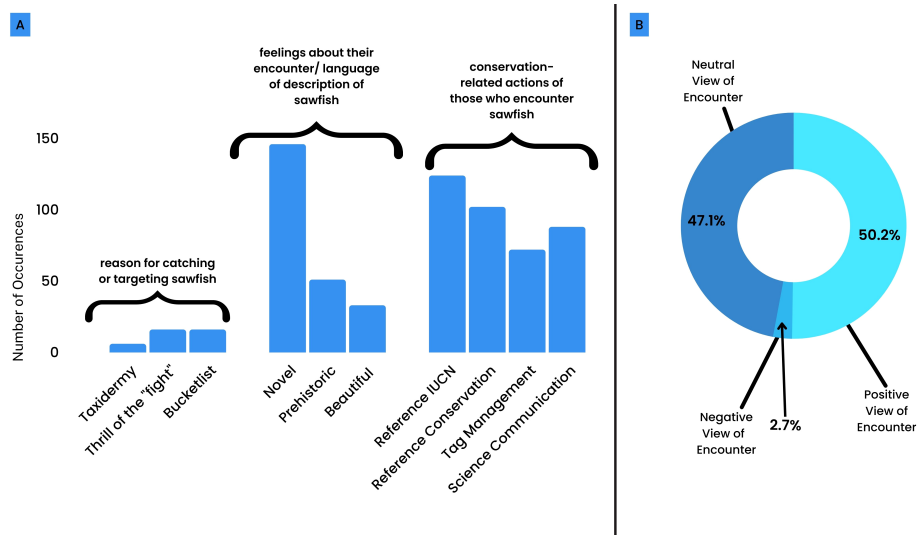 A
feelings about their
encounter/ language
of description of
sawfish
conservation-
related actions of
those who encounter
sawfish
reason for catching
or targeting sawfish
Number of Occurences
150
100
50
0
Taxidermy
Thrill of the "fight"
Bucketlist
Novel
Prehistoric
Beautiful
Reference IUCN
Reference Conservation
Tag Management
Science Communication
B
Neutral
View of
Encounter
47.1%
50.2%
Negative
View of
Encounter
2.7%
Positive
View of
Encounter